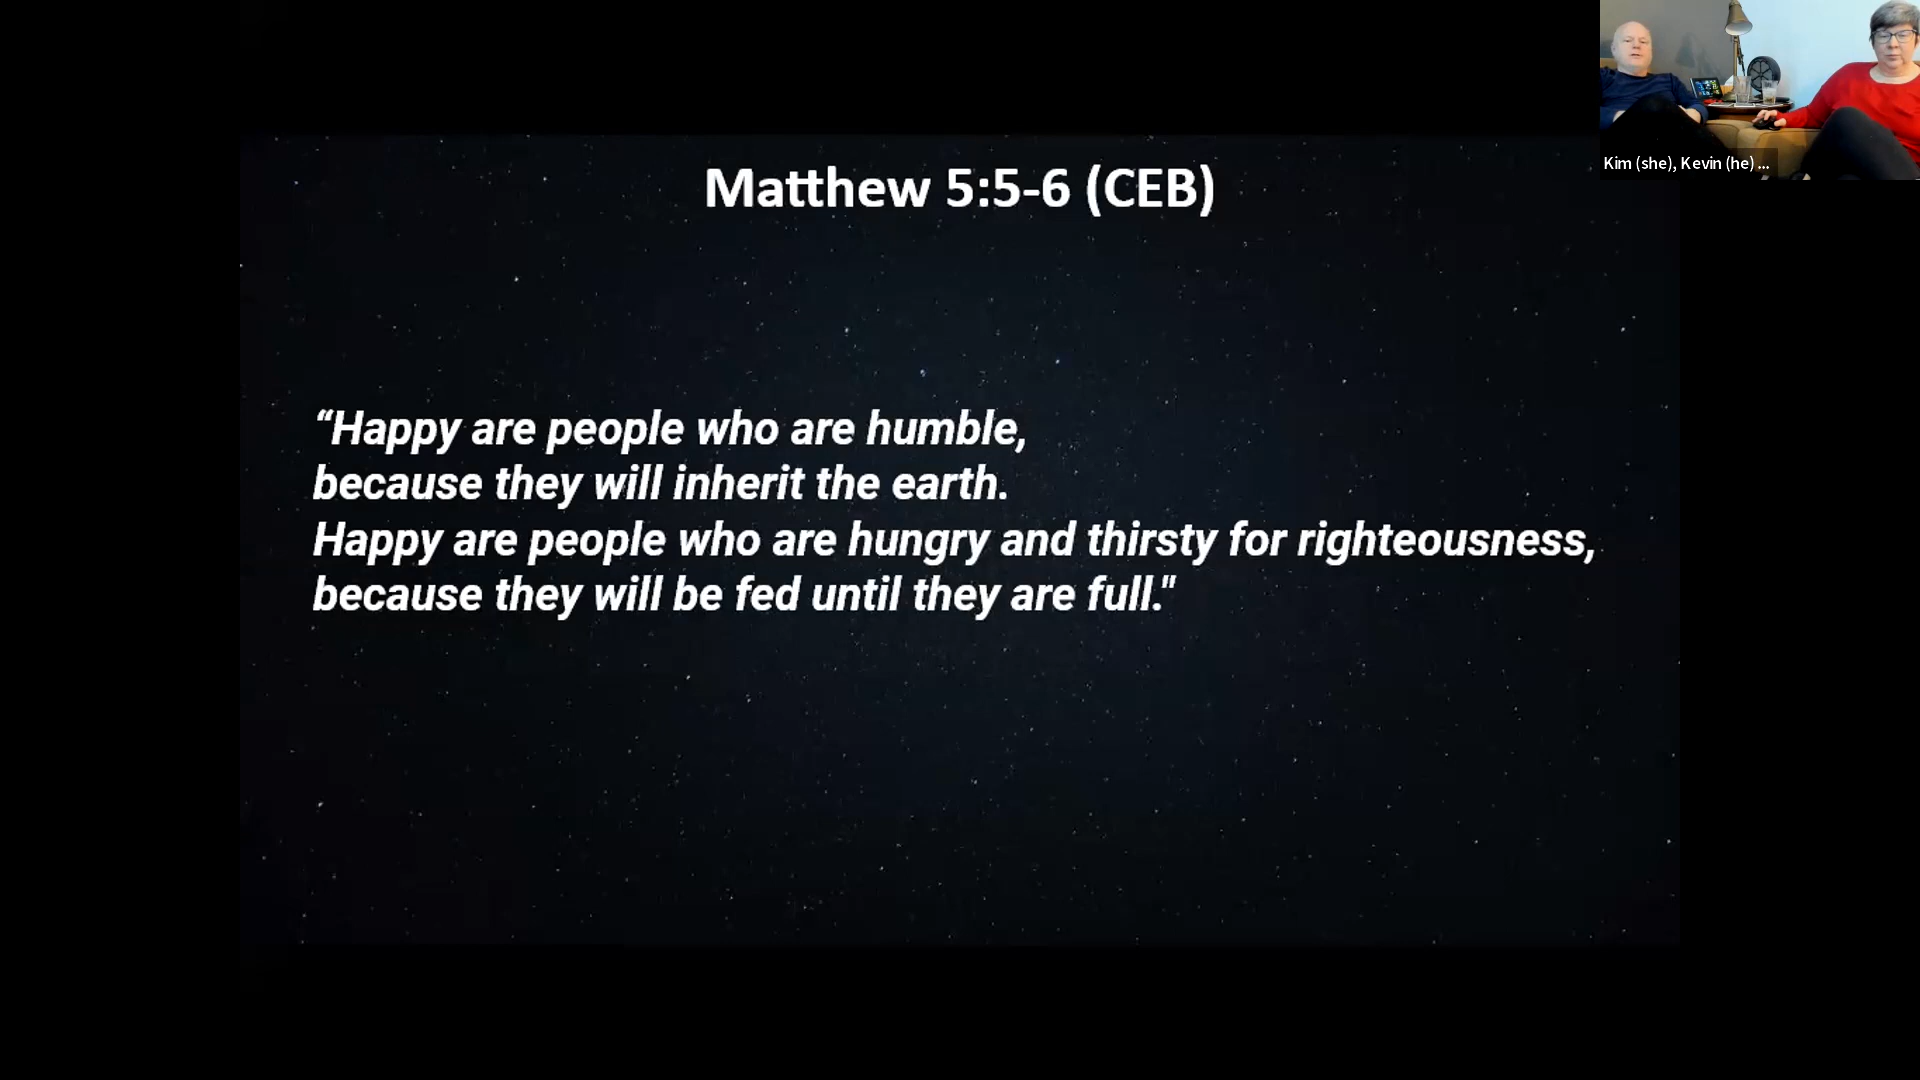 Matthew 5:5-6 (CEB)
“Happy are people who are humble,
because they will inherit the earth.
Happy are people who are hungry and thirsty for righteousness,
because they will be fed until they are full."
Kim (she), Kevin (he) ...